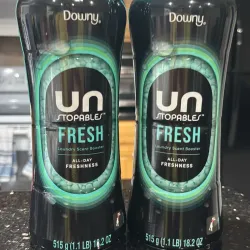 Downy
UN
STOPABLES
FRESH
Laundry Scent Booster
ALL-DAY
FRESHNESS
515 g (1.1 LB) 18.2 OZ
Downy
UN
STOPABLES
FRESH
Laundry Scent Booster
ALL-DAY
FRESHNESS
515 g (1.1 LB) 18.2 OZ